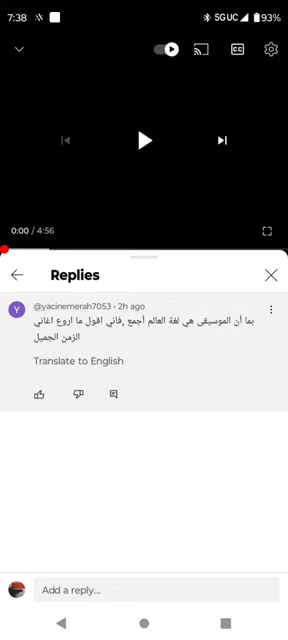 7:38
5GUC
93%
CC
0:00 / 4:56
Replies
Y
@yacinemerah7053 • 2h ago
بما أن الموسيقى هي لغة العالم أجمع ,فاني اقول ما اروع اغاني
الزمن الجميل
Translate to English
Add a reply...